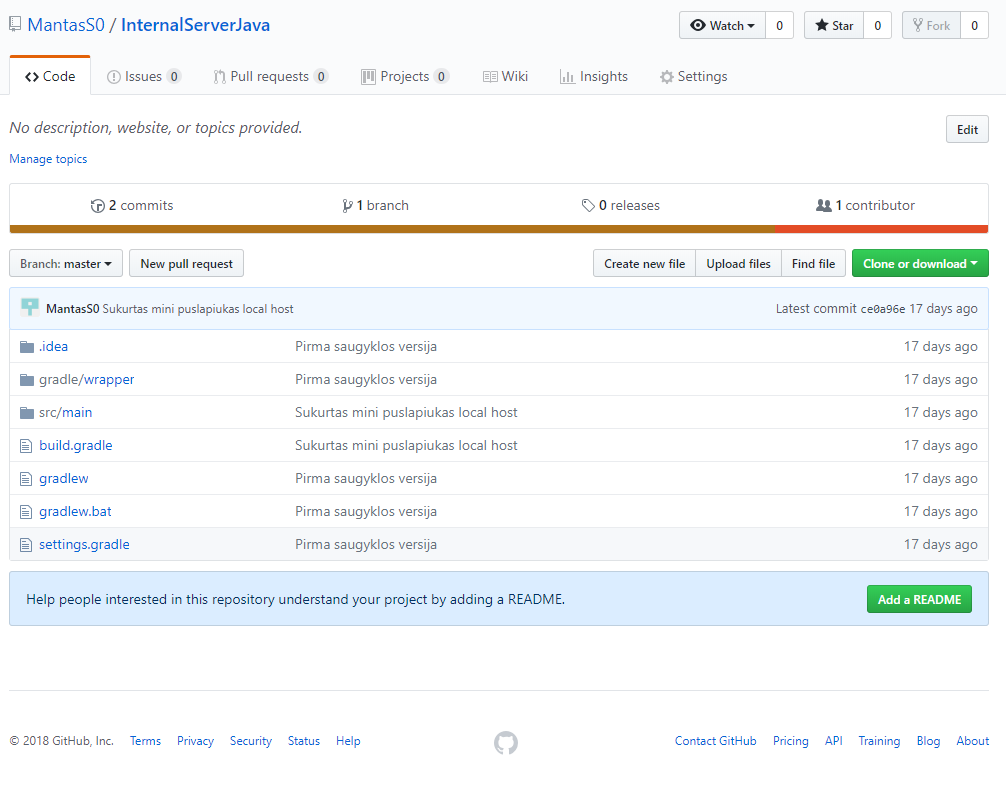 MantasS0 / InternalServerJava Watch 0 Star 0 Fork 0
Code Issues 0 Pull requests 0 Projects 0 Wiki Insights Settings
No description, website, or topics provided. Edit
Manage topics
2 commits 1 branch 0 releases 1 contributor
Branch: master New pull request Create new file Upload files Find file Clone or download
MantasS0 Sukurtas mini puslapiukas local host Latest commit ce0a96e 17 days ago
.idea Pirma saugyklos versija 17 days ago
gradle/wrapper Pirma saugyklos versija 17 days ago
src/main Sukurtas mini puslapiukas local host 17 days ago
build.gradle Sukurtas mini puslapiukas local host 17 days ago
gradlew Pirma saugyklos versija 17 days ago
gradlew.bat Pirma saugyklos versija 17 days ago
settings.gradle Pirma saugyklos versija 17 days ago
Help people interested in this repository understand your project by adding a README. Add a README
© 2018 GitHub, Inc. Terms Privacy Security Status Help Contact GitHub Pricing API Training Blog About